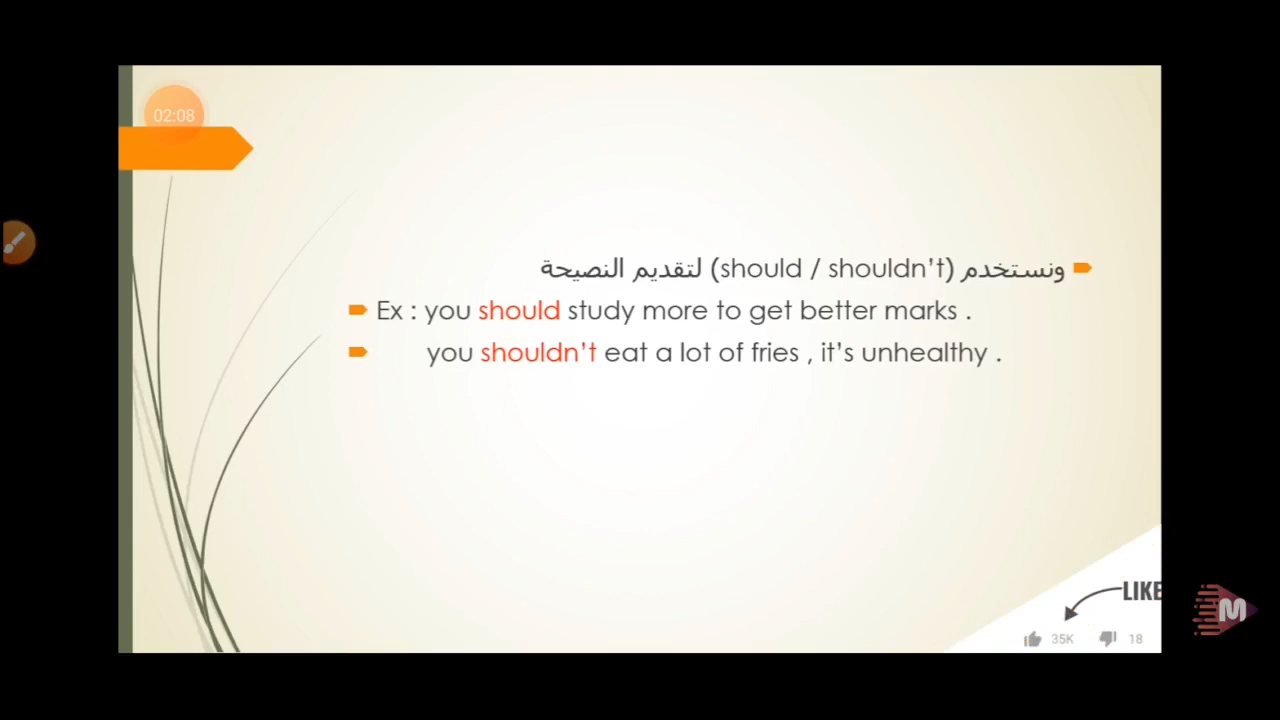 02:08
ونستخدم (should / shouldn't) لتقديم النصيحة
Ex : you should study more to get better marks .
you shouldn't eat a lot of fries , it's unhealthy .
LIKE
35K 18
M